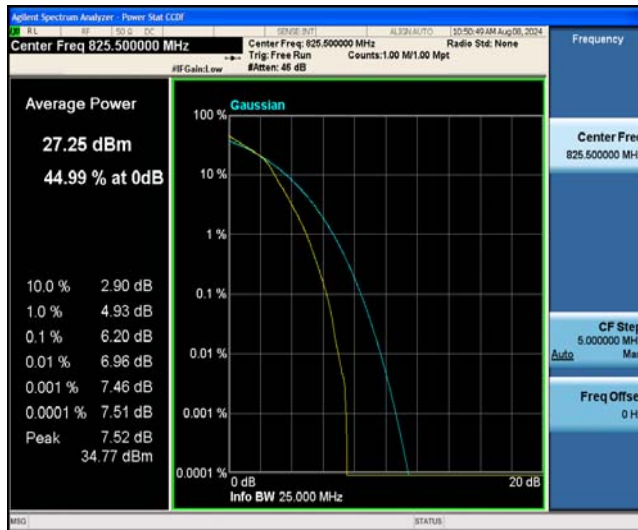 Agilent Spectrum Analyzer - Power Stat CCDF
RL RF 50 Ω DC SENSE:INT ALIGN AUTO 10:50:49 AM Aug 08, 2024
Center Freq 825.500000 MHz
Center Freq: 825.500000 MHz Radio Std: None
Trig: Free Run Counts:1.00 M/1.00 Mpt
#IFGain:Low #Atten: 46 dB
Frequency
Average Power
27.25 dBm
44.99 % at 0dB
10.0 % 2.90 dB
1.0 % 4.93 dB
0.1 % 6.20 dB
0.01 % 6.96 dB
0.001 % 7.46 dB
0.0001 % 7.51 dB
Peak 7.52 dB
34.77 dBm
Gaussian
100 %
10 %
1 %
0.1 %
0.01 %
0.001 %
0.0001 %
0 dB 20 dB
Info BW 25.000 MHz
Center Freq
825.500000 MH
CF Step
5.000000 MH
Auto Ma
Freq Offse
0 H
MSG STATUS